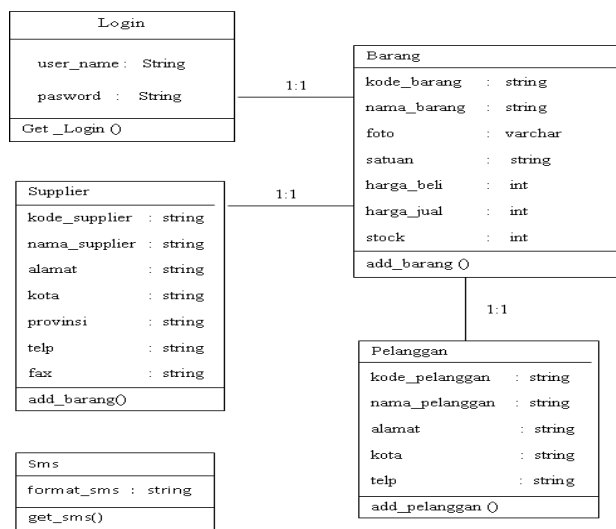 Login
user_name : String
pasword : String
Get _Login ()
1:1
Barang
kode_barang : string
nama_barang : string
foto : varchar
satuan : string
harga_beli : int
harga_jual : int
stock : int
add_barang ()
Supplier
kode_supplier : string
nama_supplier : string
alamat : string
kota : string
provinsi : string
telp : string
fax : string
add_barang()
1:1
1:1
Pelanggan
kode_pelanggan : string
nama_pelanggan : string
alamat : string
kota : string
telp : string
add_pelanggan ()
Sms
format_sms : string
get_sms()